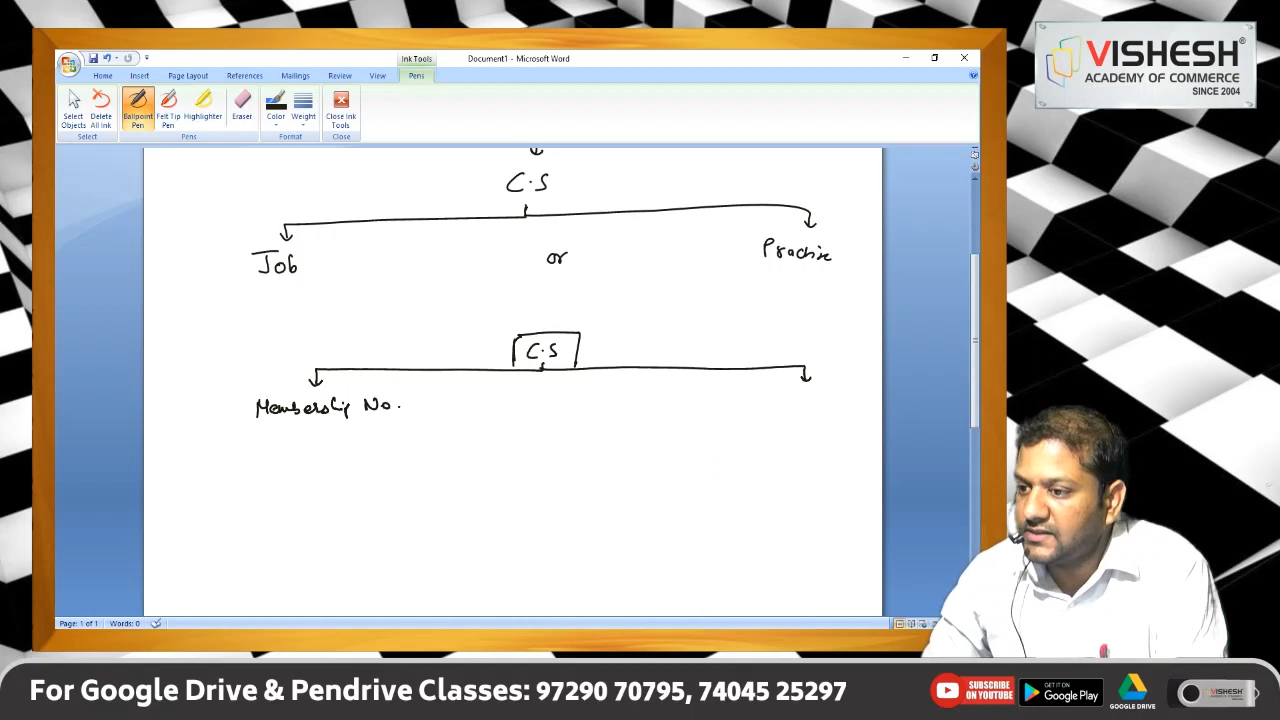 Ink Tools
Document1 - Microsoft Word
Home Insert Page Layout References Mailings Review View Pens
Select Objects
Delete All Ink
Ballpoint Pen
Felt Tip Pen
Highlighter
Eraser
Color
Weight
Close Ink Tools
Select Pens Format Close
VISHESH®
ACADEMY OF COMMERCE
SINCE 2004
C.S
Job or Practise
C.S
Membership No.
Page: 1 of 1 Words: 0
For Google Drive & Pendrive Classes: 97290 70795, 74045 25297
SUBSCRIBE
ON YOUTUBE
GET IT ON
Google Play
GOOGLE DRIVE
VISHESH